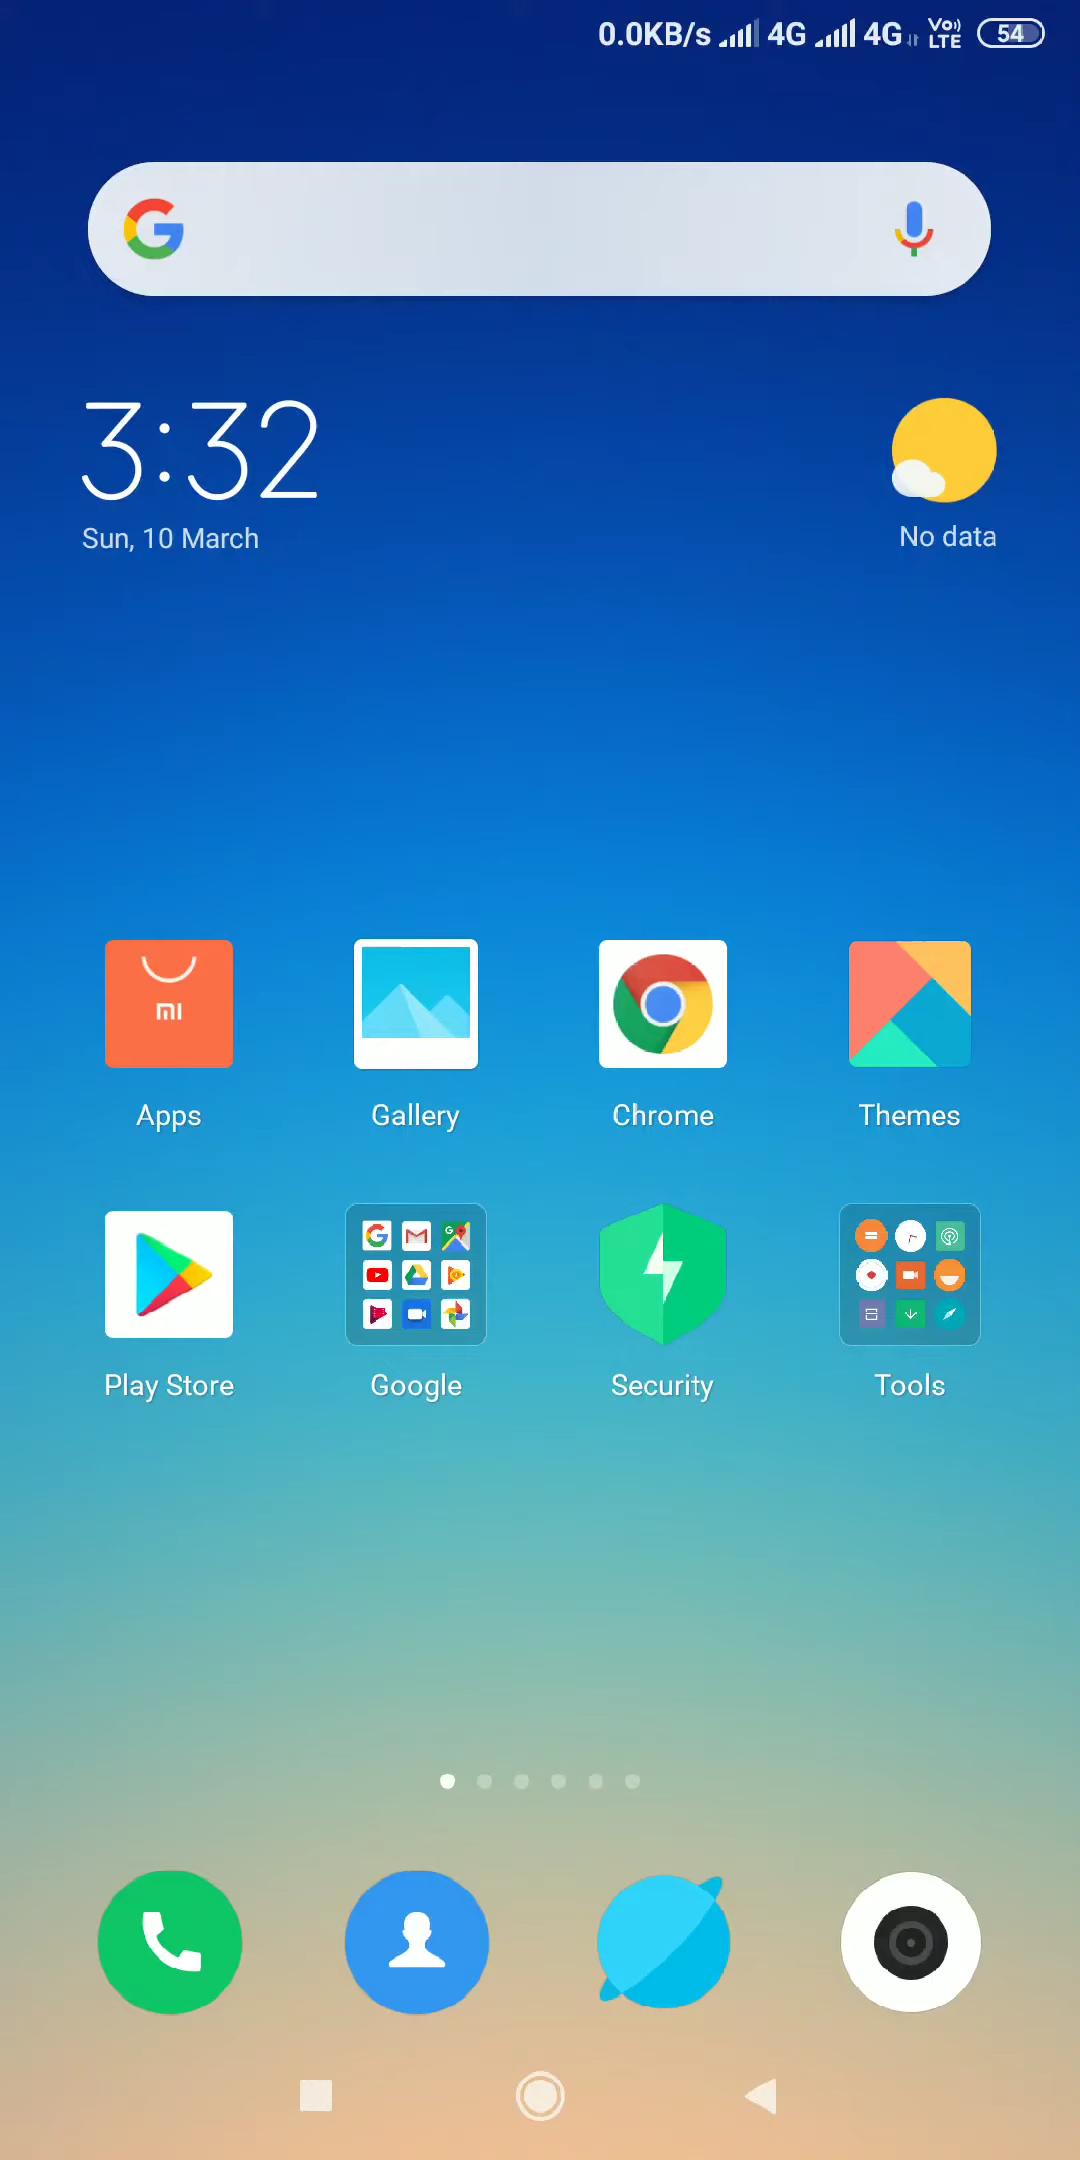 0.0KB/s 4G 4G VoLTE 54
3:32
Sun, 10 March
No data
MI
Apps Gallery Chrome Themes
Play Store Google Security Tools